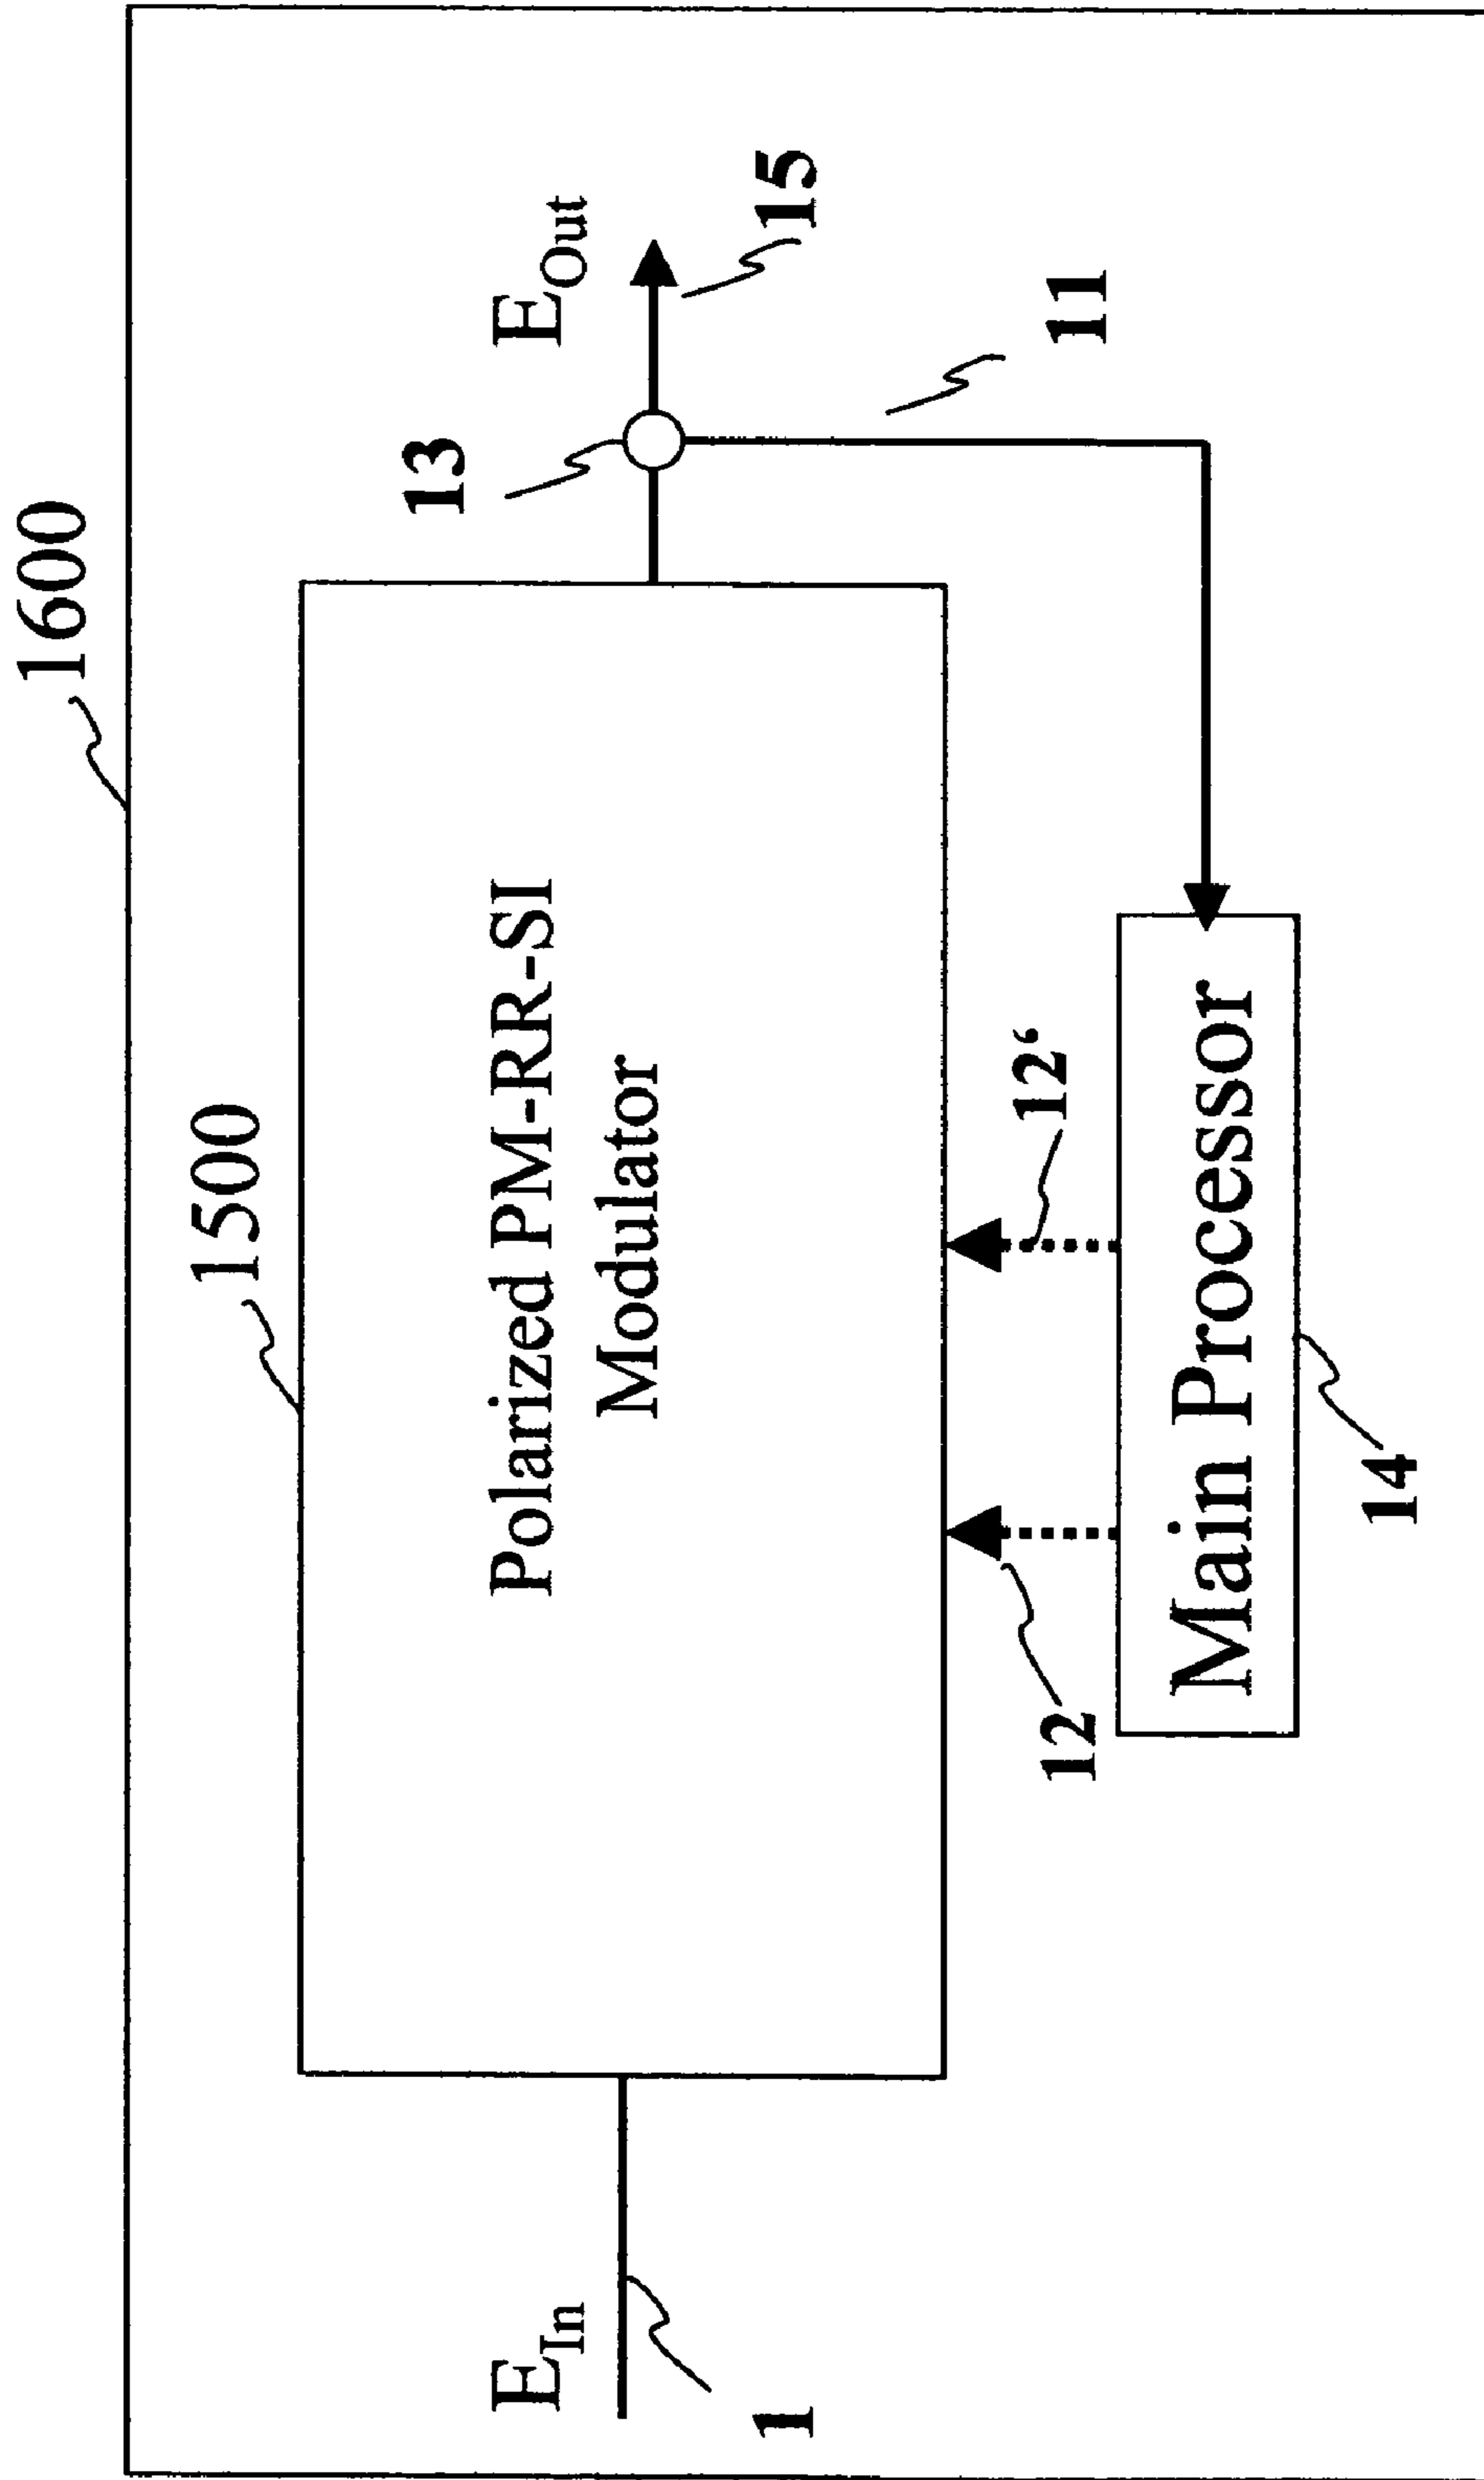 1600
1500
Polarized PM-RR-SI
Modulator
E_In
1
13
E_Out
15
11
12
12‘
Main Processor
14